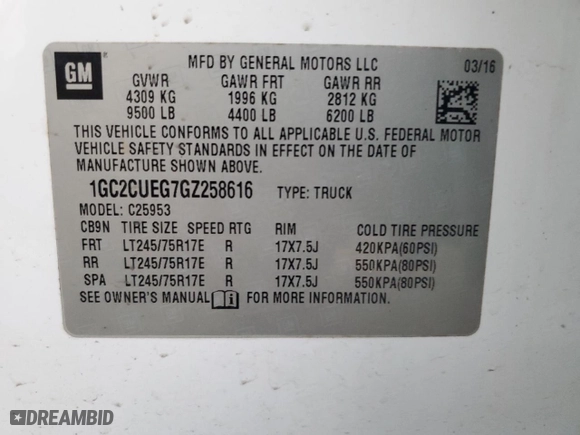 GM
MFD BY GENERAL MOTORS LLC 03/16
GVWR GAWR FRT GAWR RR
4309 KG 1996 KG 2812 KG
9500 LB 4400 LB 6200 LB
THIS VEHICLE CONFORMS TO ALL APPLICABLE U.S. FEDERAL MOTOR
VEHICLE SAFETY STANDARDS IN EFFECT ON THE DATE OF
MANUFACTURE SHOWN ABOVE.
1GC2CUEG7GZ258616 TYPE: TRUCK
MODEL: C25953
CB9N TIRE SIZE SPEED RTG RIM COLD TIRE PRESSURE
FRT LT245/75R17E R 17X7.5J 420KPA(60PSI)
RR LT245/75R17E R 17X7.5J 550KPA(80PSI)
SPA LT245/75R17E R 17X7.5J 550KPA(80PSI)
SEE OWNER'S MANUAL FOR MORE INFORMATION.
DREAMBID